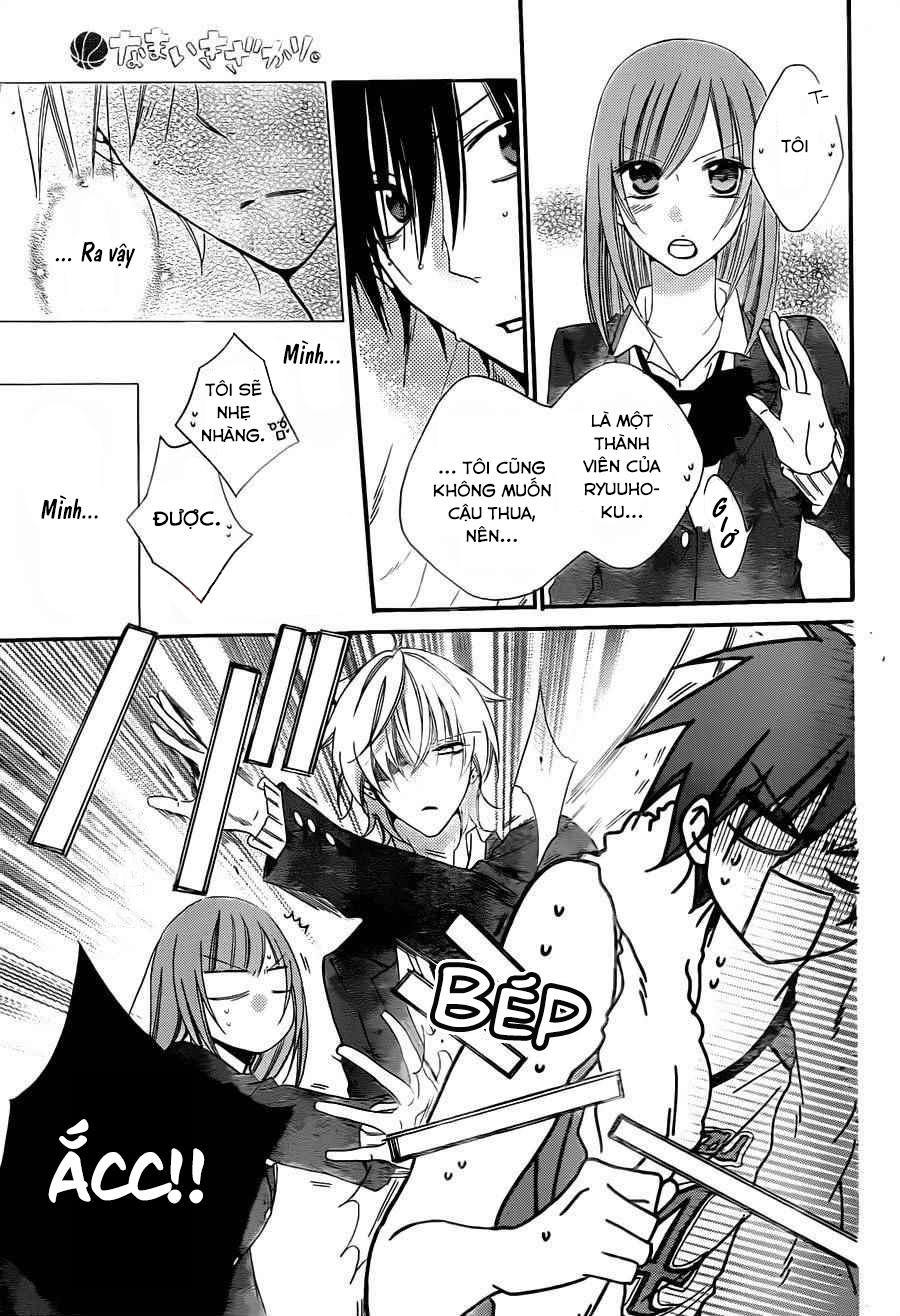 なまいきざかり。
T-
TÔI
LÀ MỘT
THÀNH
VIÊN CỦA
RYUUHO-
KU...
GIƠ
... TÔI CŨNG
KHÔNG MUỐN
CẬU THUA,
NÊN...
... Ra vậy
Mình...
TÔI SẼ
NHẸ
NHÀNG.
ĐƯỢC.
Mình...
BÉP
ẮCC!!